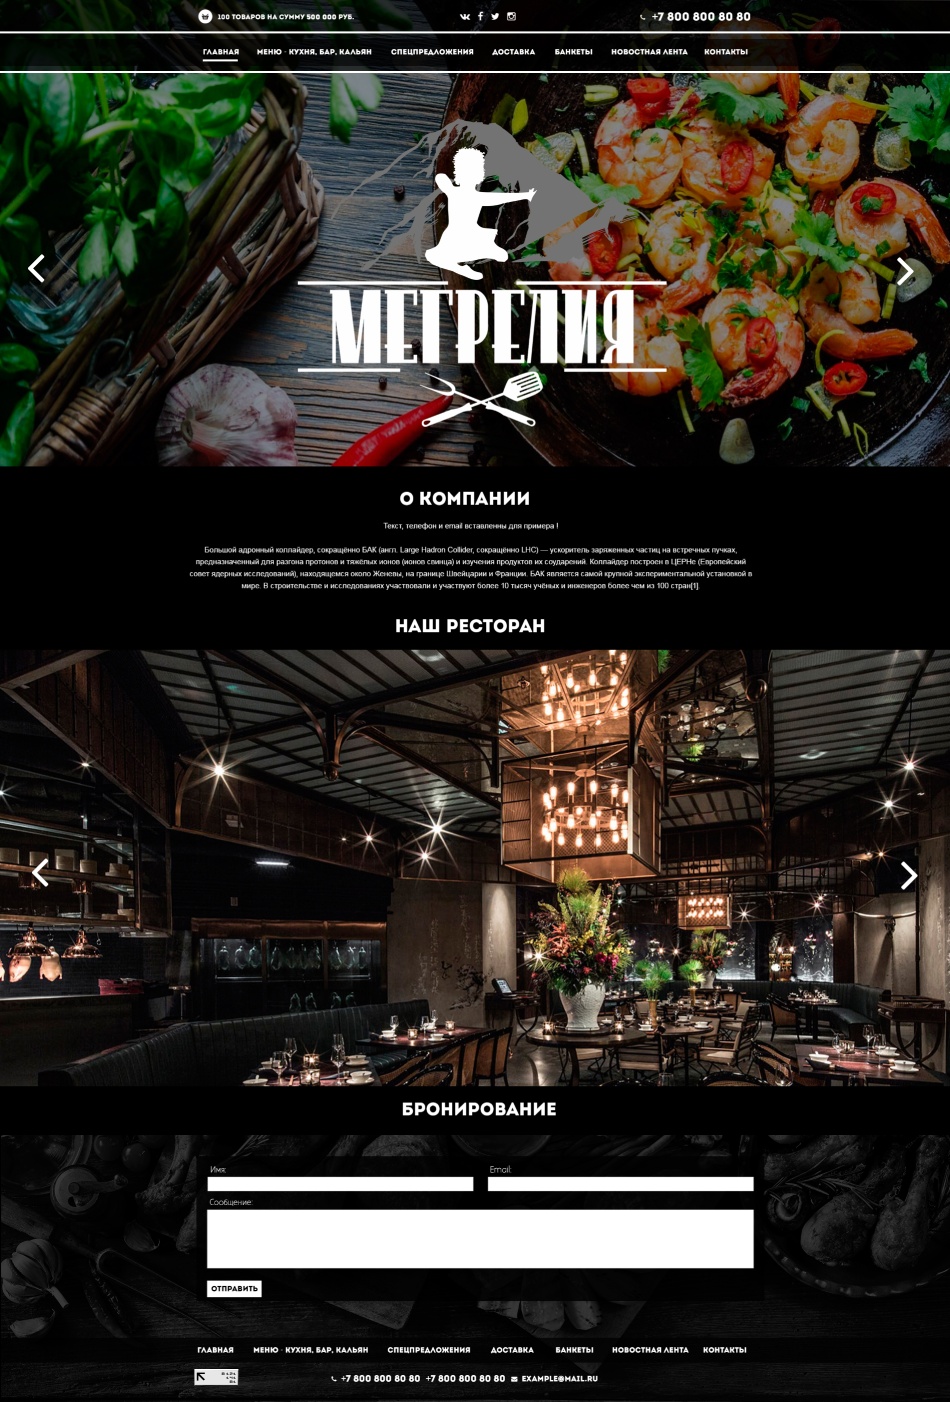 100 ТОВАРОВ НА СУММУ 500 000 РУБ.
+7 800 800 80 80
ГЛАВНАЯ МЕНЮ - КУХНЯ, БАР, КАЛЬЯН СПЕЦПРЕДЛОЖЕНИЯ ДОСТАВКА БАНКЕТЫ НОВОСТНАЯ ЛЕНТА КОНТАКТЫ
МЕГРЕЛИЯ
О КОМПАНИИ
Текст, телефон и email вставленны для примера !
Большой адронный коллайдер, сокращённо БАК (англ. Large Hadron Collider, сокращённо LHC) — ускоритель заряженных частиц на встречных пучках,
предназначенный для разгона протонов и тяжёлых ионов (ионов свинца) и изучения продуктов их соударений. Коллайдер построен в ЦЕРНе (Европейский
совет ядерных исследований), находящемся около Женевы, на границе Швейцарии и Франции. БАК является самой крупной экспериментальной установкой в
мире. В строительстве и исследованиях участвовали и участвуют более 10 тысяч учёных и инженеров более чем из 100 стран[1].
НАШ РЕСТОРАН
БРОНИРОВАНИЕ
Имя: Email:
Сообщение:
ОТПРАВИТЬ
ГЛАВНАЯ МЕНЮ - КУХНЯ, БАР, КАЛЬЯН СПЕЦПРЕДЛОЖЕНИЯ ДОСТАВКА БАНКЕТЫ НОВОСТНАЯ ЛЕНТА КОНТАКТЫ
+7 800 800 80 80 +7 800 800 80 80 EXAMPLE@MAIL.RU